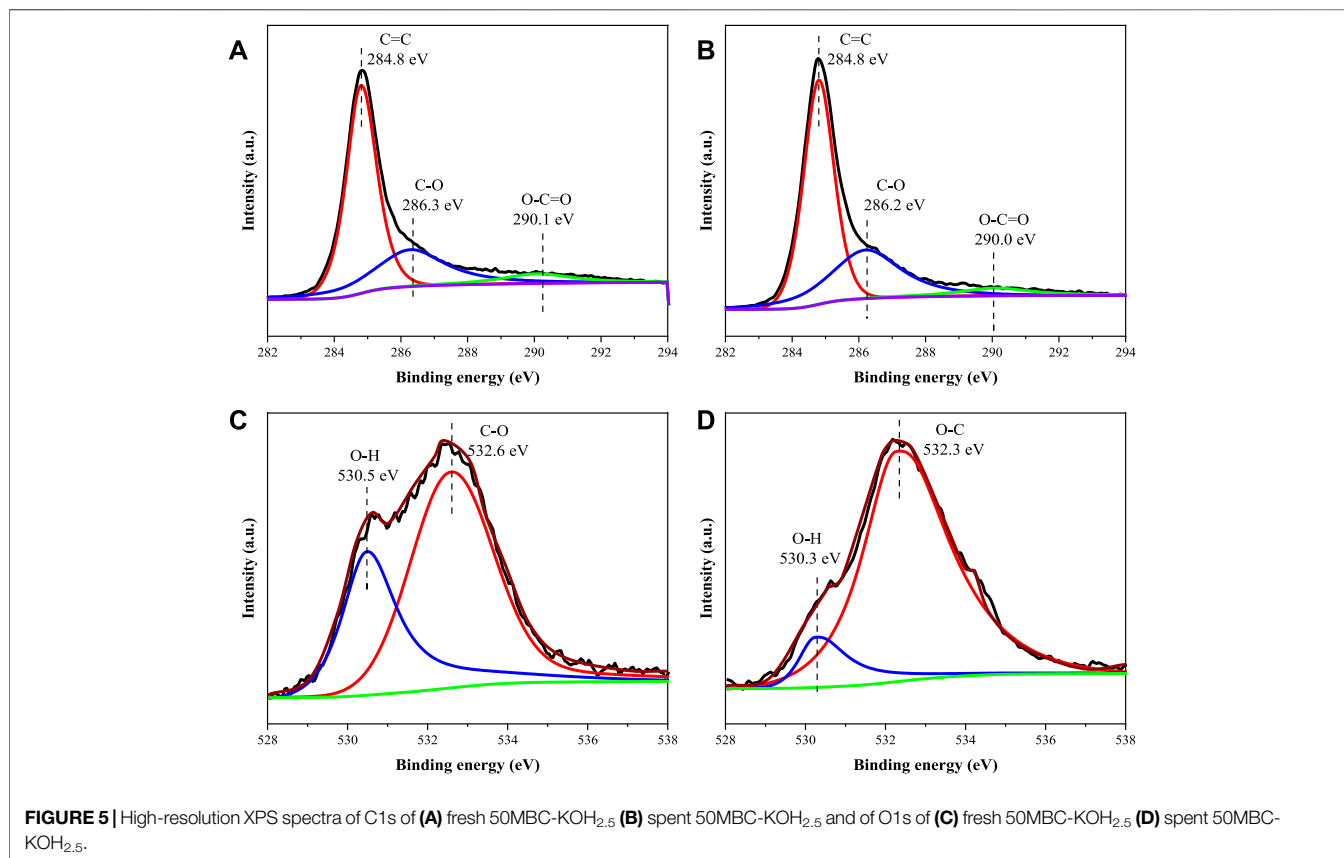 A
C=C
284.8 eV
C-O
286.3 eV
O-C=O
290.1 eV
Intensity (a.u.)
282 284 286 288 290 292 294
Binding energy (eV)
B
C=C
284.8 eV
C-O
286.2 eV
O-C=O
290.0 eV
Intensity (a.u.)
282 284 286 288 290 292 294
Binding energy (eV)
C
O-H
530.5 eV
C-O
532.6 eV
Intensity (a.u.)
528 530 532 534 536 538
Binding energy (eV)
D
O-H
530.3 eV
O-C
532.3 eV
Intensity (a.u.)
528 530 532 534 536 538
Binding energy (eV)
FIGURE 5 | High-resolution XPS spectra of C1s of (A) fresh 50MBC-KOH2.5 (B) spent 50MBC-KOH2.5 and of O1s of (C) fresh 50MBC-KOH2.5 (D) spent 50MBC-
KOH2.5.